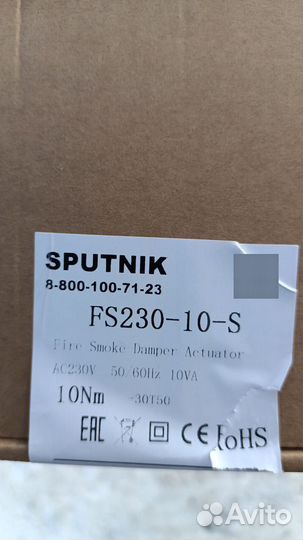 SPUTNIK
8-800-100-71-23
FS230-10-S
Fire Smoke Damper Actuator
AC230V 50/60Hz 10VA
10Nm -30T50
EAC CE RoHS
Avito